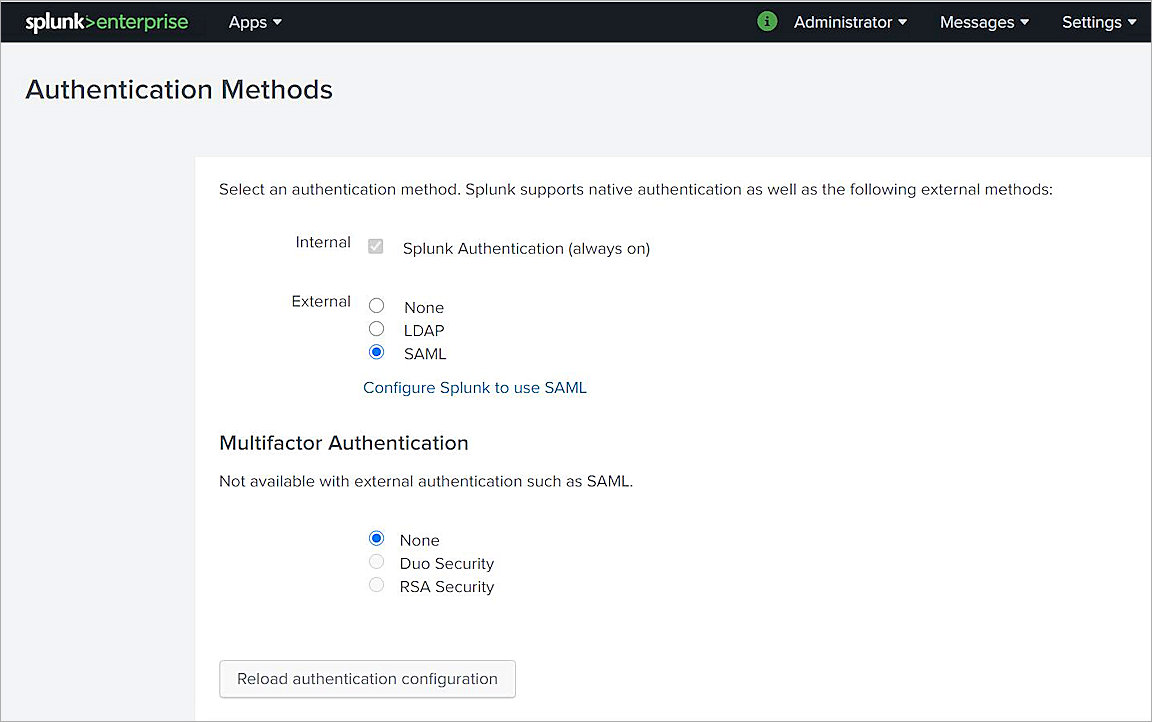 splunk>enterprise Apps Administrator Messages Settings
Authentication Methods
Select an authentication method. Splunk supports native authentication as well as the following external methods:
Internal Splunk Authentication (always on)
External None
LDAP
SAML
Configure Splunk to use SAML
Multifactor Authentication
Not available with external authentication such as SAML.
None
Duo Security
RSA Security
Reload authentication configuration